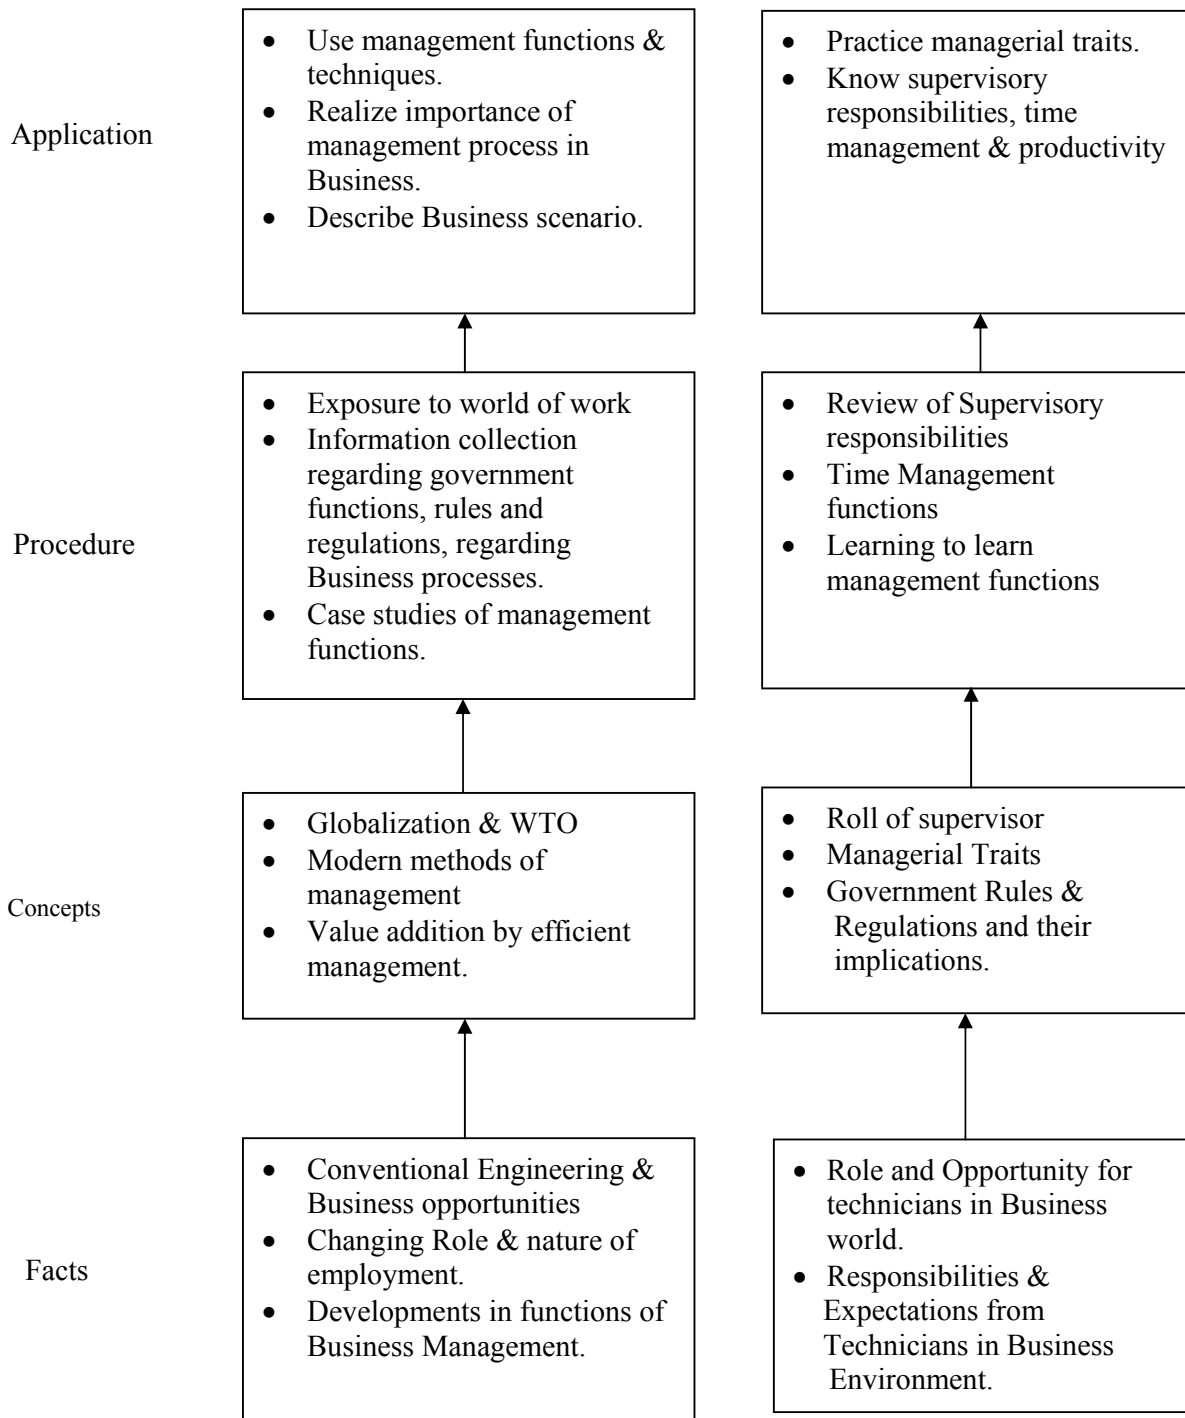 Application
• Use management functions &
techniques.
• Realize importance of
management process in
Business.
• Describe Business scenario.
• Practice managerial traits.
• Know supervisory
responsibilities, time
management & productivity
Procedure
• Exposure to world of work
• Information collection
regarding government
functions, rules and
regulations, regarding
Business processes.
• Case studies of management
functions.
• Review of Supervisory
responsibilities
• Time Management
functions
• Learning to learn
management functions
Concepts
• Globalization & WTO
• Modern methods of
management
• Value addition by efficient
management.
• Roll of supervisor
• Managerial Traits
• Government Rules &
Regulations and their
implications.
Facts
• Conventional Engineering &
Business opportunities
• Changing Role & nature of
employment.
• Developments in functions of
Business Management.
• Role and Opportunity for
technicians in Business
world.
• Responsibilities &
Expectations from
Technicians in Business
Environment.